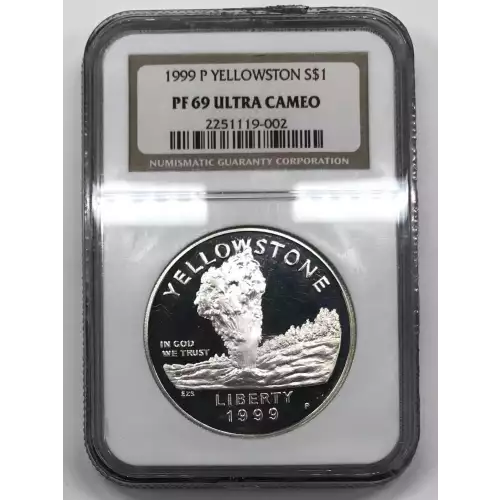 1999 P YELLOWSTON S$1
PF 69 ULTRA CAMEO
2251119-002
NUMISMATIC GUARANTY CORPORATION
YELLOWSTONE
IN GOD
WE TRUST
EZS
P
LIBERTY
1999